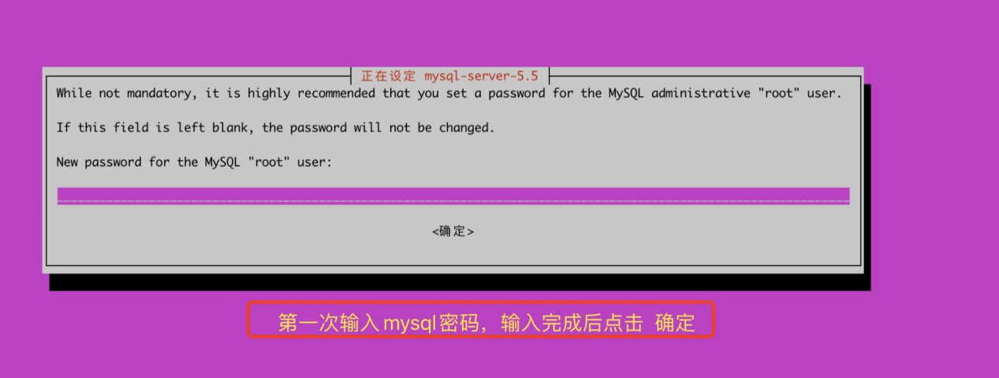 正在设定 mysql-server-5.5
While not mandatory, it is highly recommended that you set a password for the MySQL administrative "root" user.
If this field is left blank, the password will not be changed.
New password for the MySQL "root" user:
<确定>
第一次输入mysql密码，输入完成后点击 确定